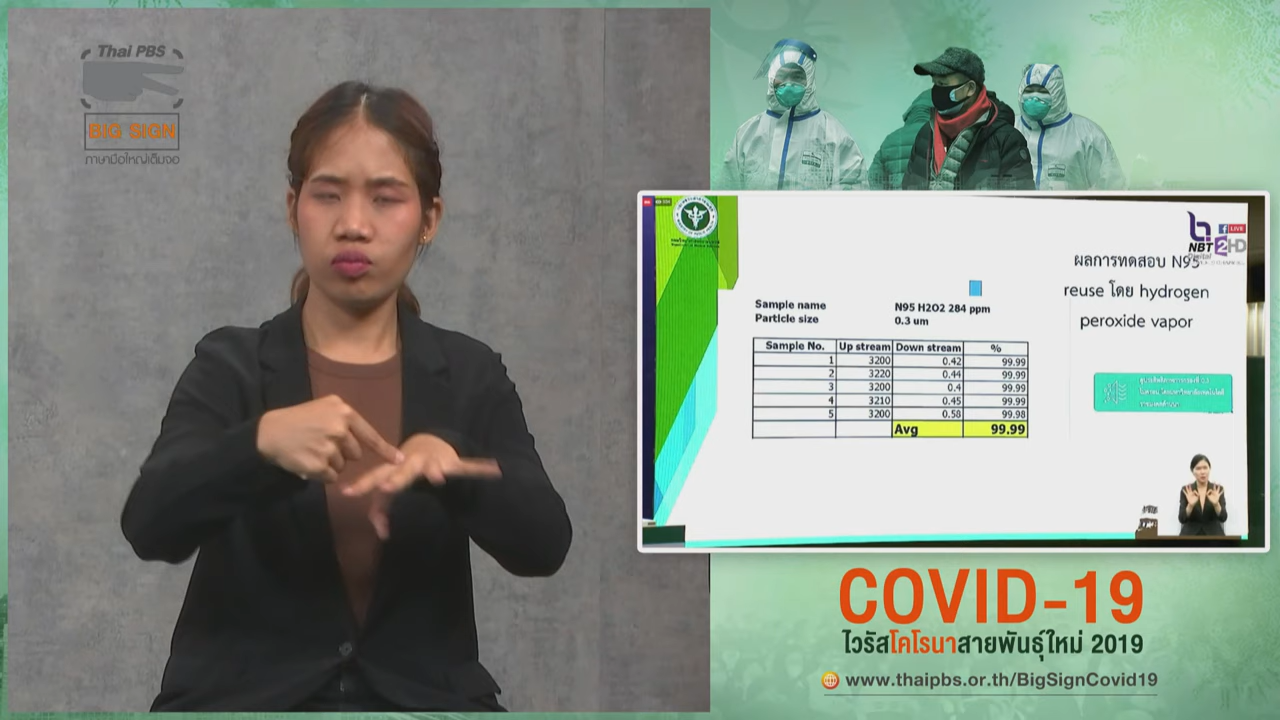 Thai PBS
BIG SIGN
ภาษามือใหญ่เต็มจอ
LIVE
NBT 2HD
Digital
ผลการทดสอบ N95
reuse โดย hydrogen
peroxide vapor
Sample name N95 H2O2 284 ppm
Particle size 0.3 um
Sample No. Up stream Down stream %
1 3200 0.42 99.99
2 3220 0.44 99.99
3 3200 0.4 99.99
4 3210 0.45 99.99
5 3200 0.58 99.98
Avg 99.99
COVID-19
ไวรัสโคโรนาสายพันธุ์ใหม่ 2019
www.thaipbs.or.th/BigSignCovid19